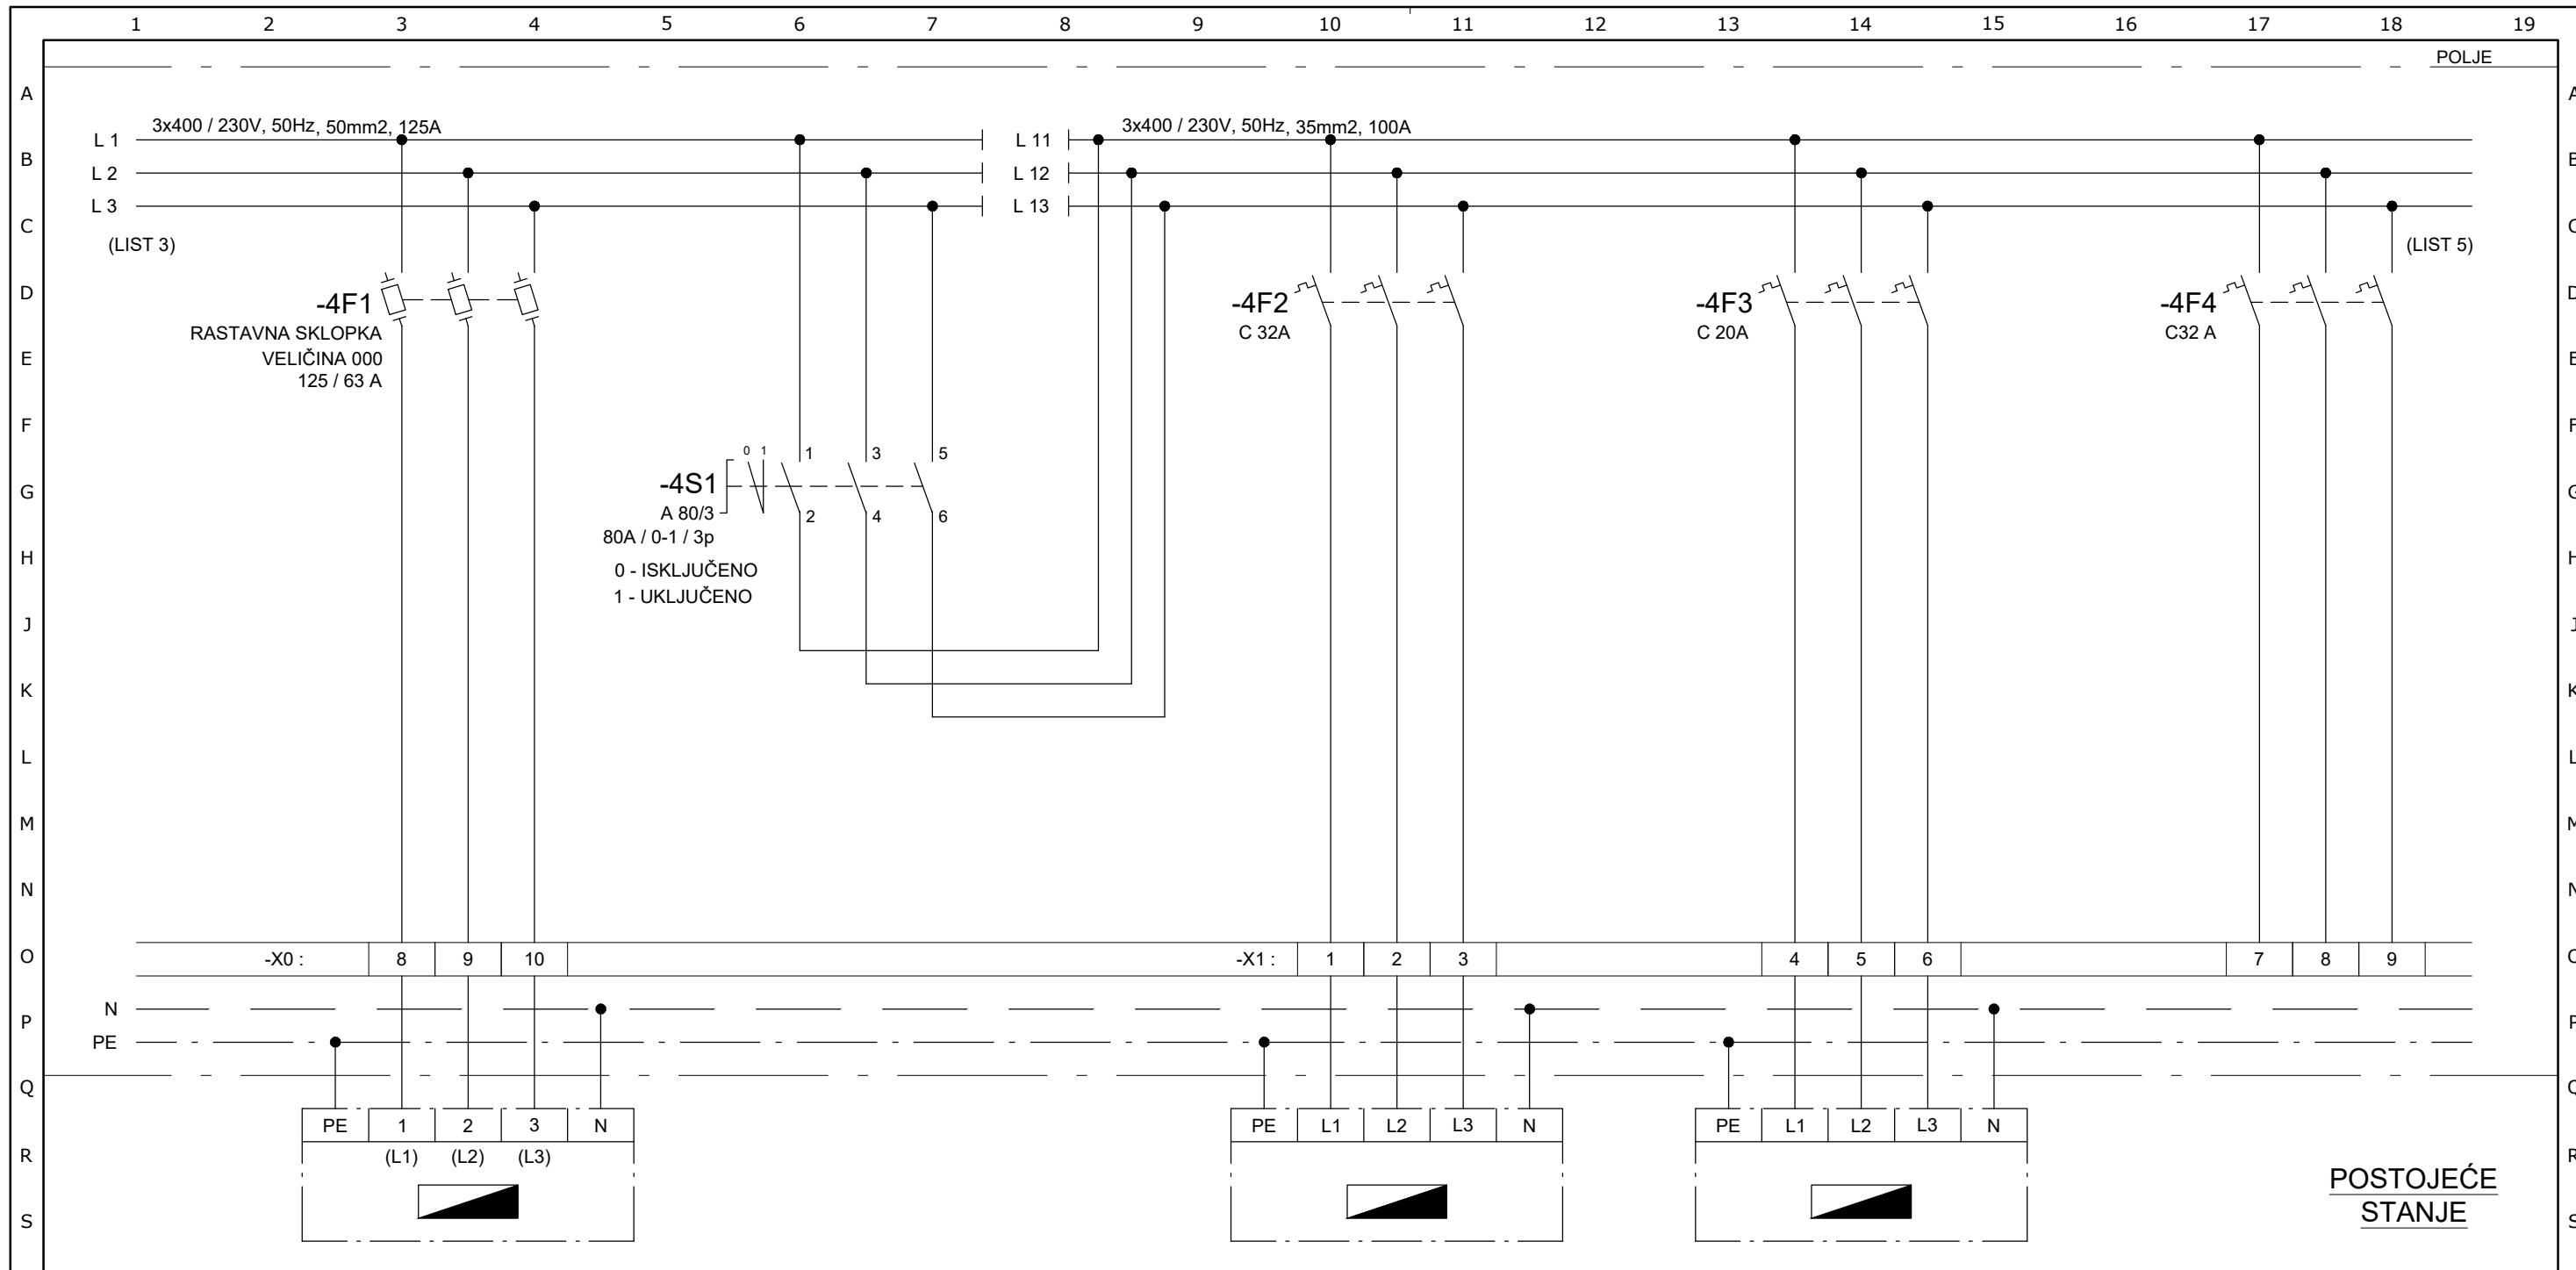 1 2 3 4 5 6 7 8 9 10 11 12 13 14 15 16 17 18 19
POLJE
A A
3x400 / 230V, 50Hz, 50mm2, 125A 3x400 / 230V, 50Hz, 35mm2, 100A
L 1 L 11
B B
L 2 L 12
L 3 L 13
C C
(LIST 3) (LIST 5)
D D
-4F1 -4F2 -4F3 -4F4
RASTAVNA SKLOPKA C 32A C 20A C32 A
VELIČINA 000
E E
125 / 63 A
F F
0 1 1 3 5
-4S1
G G
A 80/3 2 4 6
80A / 0-1 / 3p
H H
0 - ISKLJUČENO
1 - UKLJUČENO
J J
K K
L L
M M
N N
O O
-X0 : 8 9 10 -X1 : 1 2 3 4 5 6 7 8 9
N
P P
PE
Q Q
PE 1 2 3 N PE L1 L2 L3 N PE L1 L2 L3 N
R R
(L1) (L2) (L3)
POSTOJEĆE
STANJE
S S